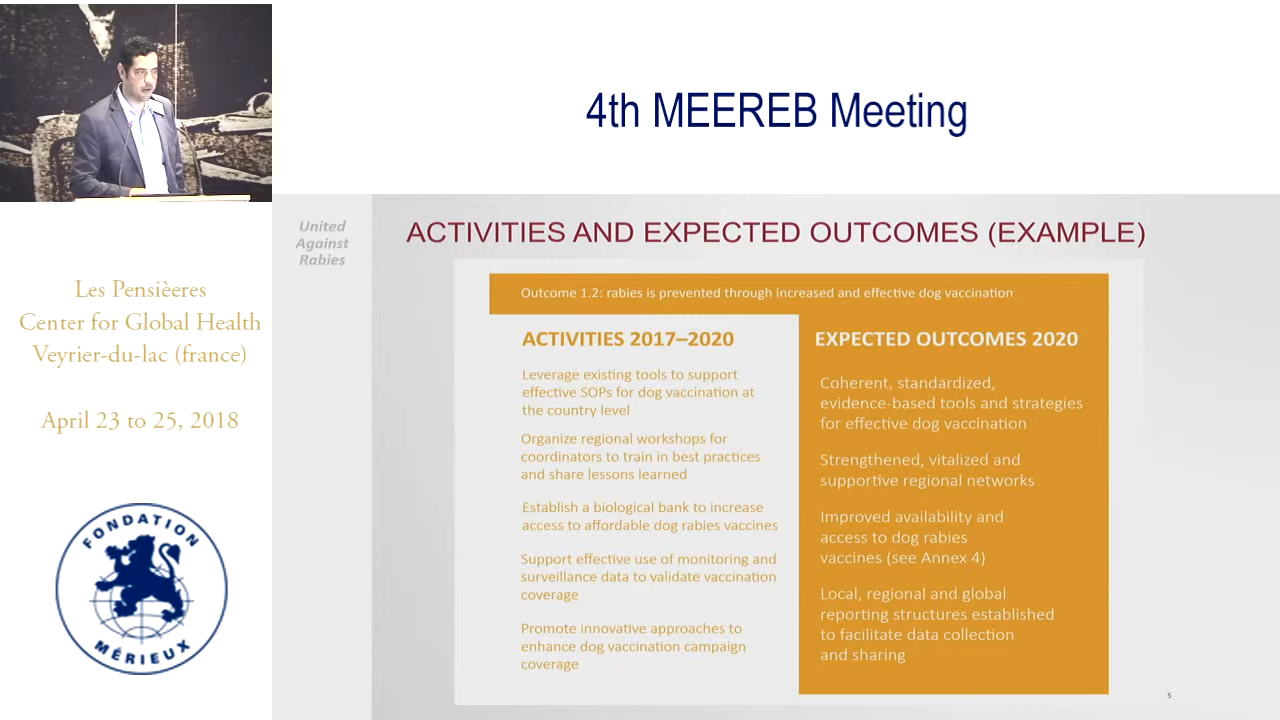 4th MEEREB Meeting
Les Pensièeres
Center for Global Health
Veyrier-du-lac (france)
April 23 to 25, 2018
FONDATION
MÉRIEUX
United
Against
Rabies
ACTIVITIES AND EXPECTED OUTCOMES (EXAMPLE)
Outcome 1.2: rabies is prevented through increased and effective dog vaccination
ACTIVITIES 2017–2020
Leverage existing tools to support
effective SOPs for dog vaccination at
the country level
Organize regional workshops for
coordinators to train in best practices
and share lessons learned
Establish a biological bank to increase
access to affordable dog rabies vaccines
Support effective use of monitoring and
surveillance data to validate vaccination
coverage
Promote innovative approaches to
enhance dog vaccination campaign
coverage
EXPECTED OUTCOMES 2020
Coherent, standardized,
evidence-based tools and strategies
for effective dog vaccination
Strengthened, vitalized and
supportive regional networks
Improved availability and
access to dog rabies
vaccines (see Annex 4)
Local, regional and global
reporting structures established
to facilitate data collection
and sharing
5